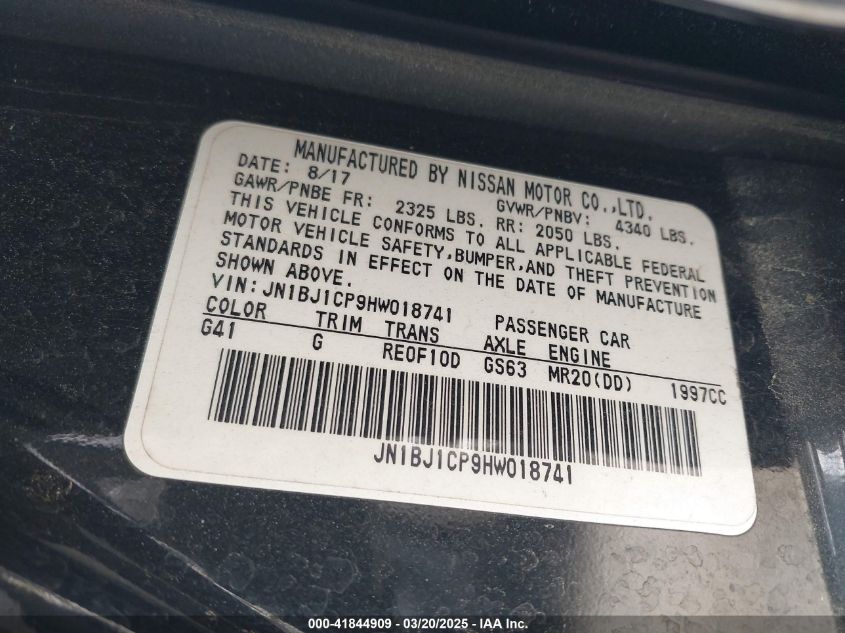 MANUFACTURED BY NISSAN MOTOR CO.,LTD.
DATE: 8/17 GVWR/PNBV: 4340 LBS.
GAWR/PNBE FR: 2325 LBS. RR: 2050 LBS.
THIS VEHICLE CONFORMS TO ALL APPLICABLE FEDERAL
MOTOR VEHICLE SAFETY,BUMPER,AND THEFT PREVENTION
STANDARDS IN EFFECT ON THE DATE OF MANUFACTURE
SHOWN ABOVE.
VIN: JN1BJ1CP9HW018741 PASSENGER CAR
COLOR TRIM TRANS AXLE ENGINE
G41 G RE0F10D GS63 MR20(DD) 1997CC
JN1BJ1CP9HW018741
000-41844909 - 03/20/2025 - IAA Inc.